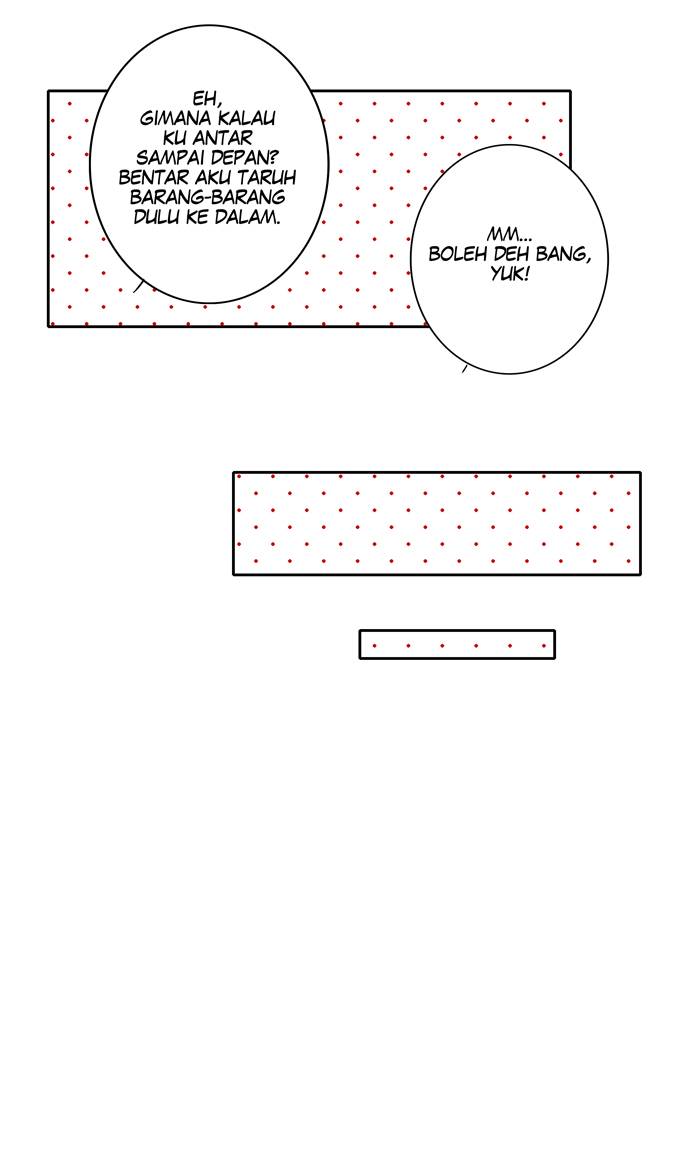 EH,
GIMANA KALAU
KU ANTAR
SAMPAI DEPAN?
BENTAR AKU TARUH
BARANG-BARANG
DULU KE DALAM.
MM...
BOLEH DEH BANG,
YUK!